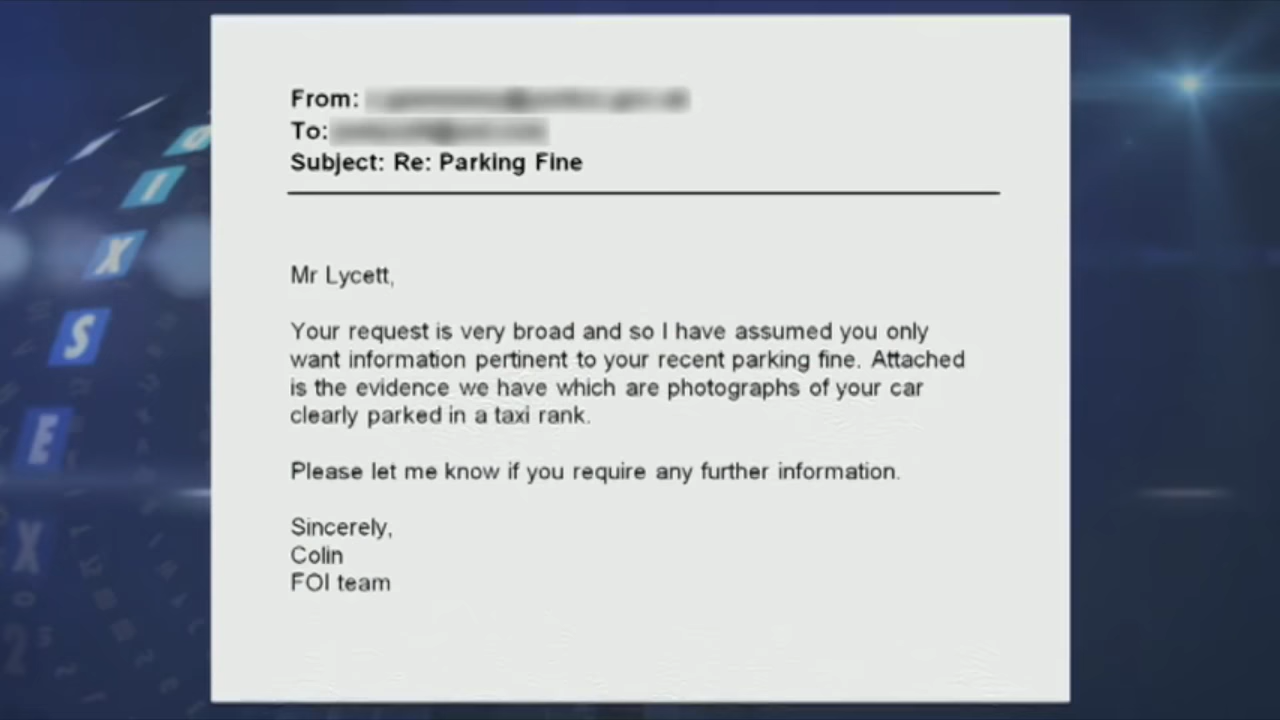 From:
To:
Subject: Re: Parking Fine
Mr Lycett,
Your request is very broad and so I have assumed you only
want information pertinent to your recent parking fine. Attached
is the evidence we have which are photographs of your car
clearly parked in a taxi rank.
Please let me know if you require any further information.
Sincerely,
Colin
FOI team
U
I
X
S
E
X
2
S